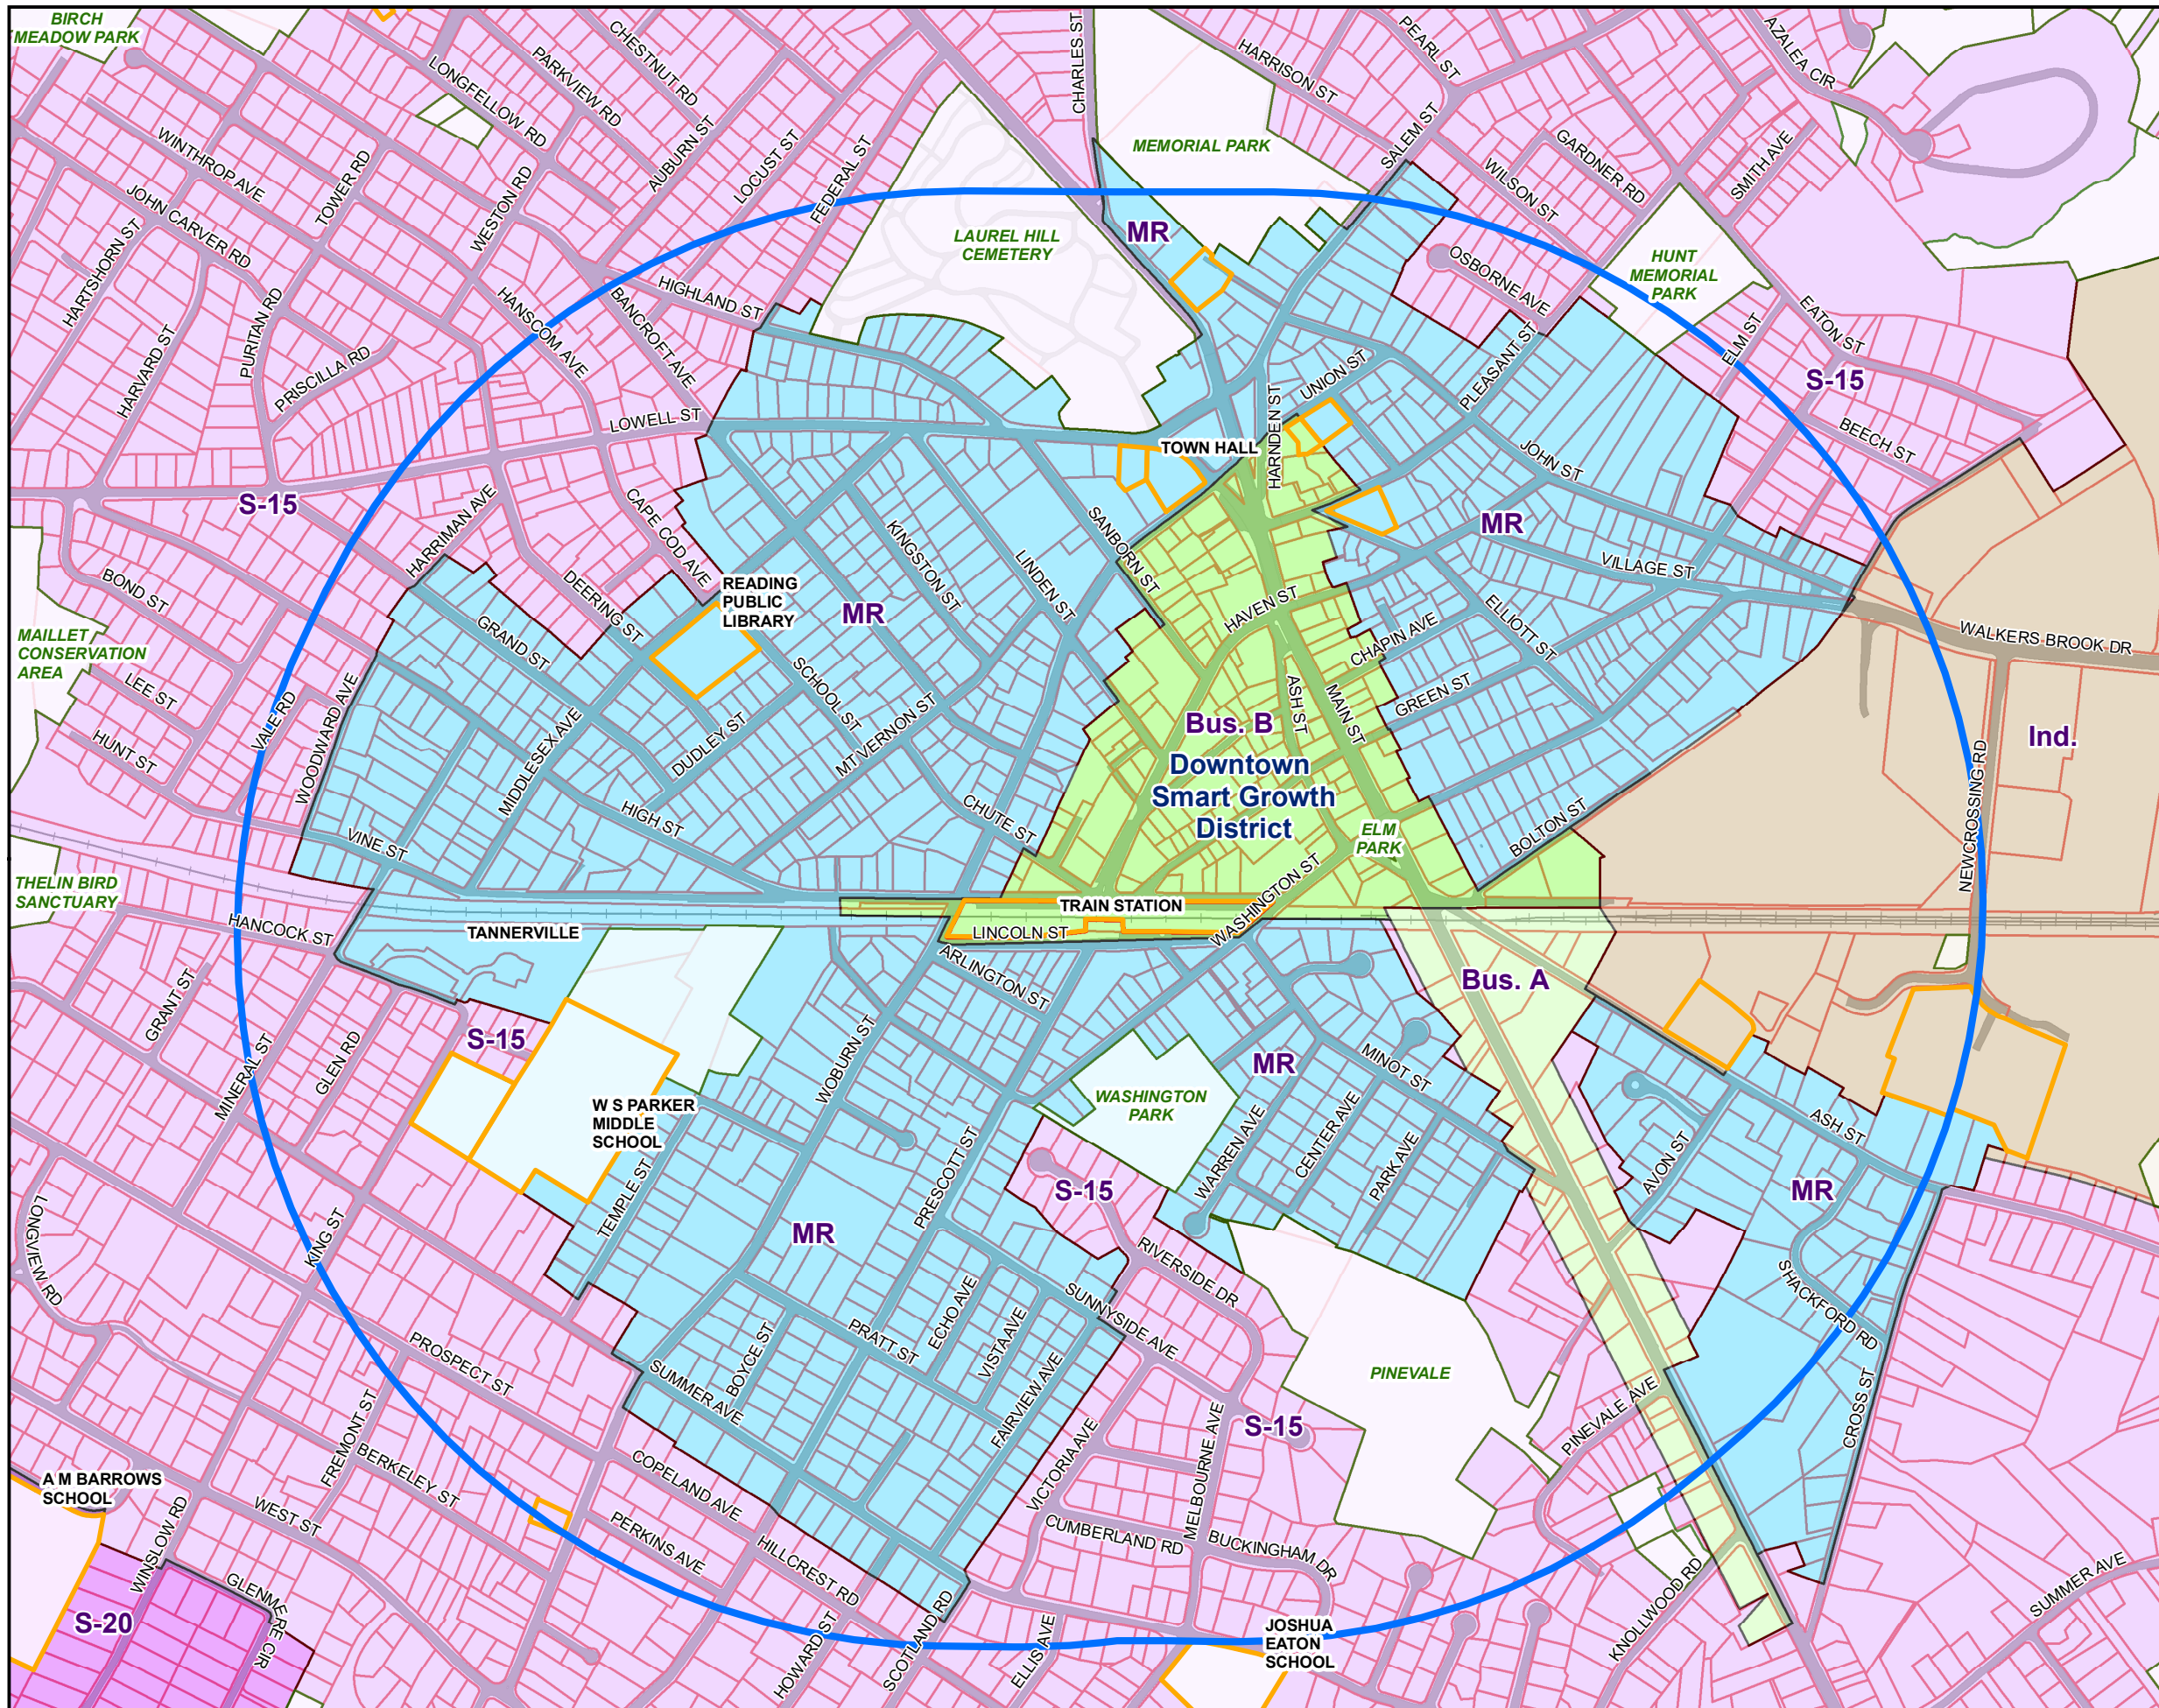 BIRCH
MEADOW PARK
LONGFELLOW RD
PARKVIEW RD
CHESTNUT RD
CHARLES ST
HARRISON ST
PEARL ST
AZALEA CIR
WINTHROP AVE
TOWER RD
WESTON RD
AUBURN ST
LOCUST ST
FEDERAL ST
MEMORIAL PARK
SALEM ST
WILSON ST
GARDNER RD
SMITH AVE
JOHN CARVER RD
HARTSHORN ST
LAUREL HILL
CEMETERY
MR
OSBORNE AVE
HUNT
MEMORIAL
PARK
HARVARD ST
PURITAN RD
PRISCILLA RD
HANSCOM AVE
BANCROFT AVE
HIGHLAND ST
UNION ST
PLEASANT ST
ELM ST
EATON ST
S-15
BEECH ST
LOWELL ST
TOWN HALL
HARNDEN ST
JOHN ST
S-15
HARRIMAN AVE
CAPE COD AVE
KINGSTON ST
LINDEN ST
SANBORN ST
MR
VILLAGE ST
BOND ST
DEERING ST
READING
PUBLIC
LIBRARY
MR
HAVEN ST
CHAPIN AVE
ELLIOTT ST
WALKERS BROOK DR
MAILLET
CONSERVATION
AREA
GRAND ST
LEE ST
VALE RD
WOODWARD AVE
SCHOOL ST
MT VERNON ST
DUDLEY ST
ASH ST
MAIN ST
GREEN ST
HUNT ST
MIDDLESEX AVE
Bus. B
Downtown
Smart Growth
District
Ind.
NEWCROSSING RD
HIGH ST
CHUTE ST
ELM
PARK
BOLTON ST
VINE ST
THELIN BIRD
SANCTUARY
HANCOCK ST
TANNERVILLE
TRAIN STATION
LINCOLN ST
WASHINGTON ST
ARLINGTON ST
Bus. A
GRANT ST
GLEN RD
MINERAL ST
S-15
WOBURN ST
MR
MINOT ST
W S PARKER
MIDDLE
SCHOOL
WASHINGTON
PARK
WARREN AVE
CENTER AVE
PARK AVE
ASH ST
AVON ST
MR
TEMPLE ST
PRESCOTT ST
S-15
LONGVIEW RD
KING ST
MR
RIVERSIDE DR
SHACKFORD RD
SUNNYSIDE AVE
ECHO AVE
VISTA AVE
PRATT ST
BOYCE ST
PROSPECT ST
SUMMER AVE
FAIRVIEW AVE
PINEVALE
PINEVALE AVE
CROSS ST
S-15
FREMONT ST
BERKELEY ST
COPELAND AVE
VICTORIA AVE
MELBOURNE AVE
A M BARROWS
SCHOOL
WINSLOW RD
WEST ST
PERKINS AVE
HILLCREST RD
CUMBERLAND RD
BUCKINGHAM DR
KNOLLWOOD RD
SUMMER AVE
S-20
GLENMERE CIR
HOWARD ST
SCOTLAND RD
ELLIS AVE
JOSHUA
EATON
SCHOOL